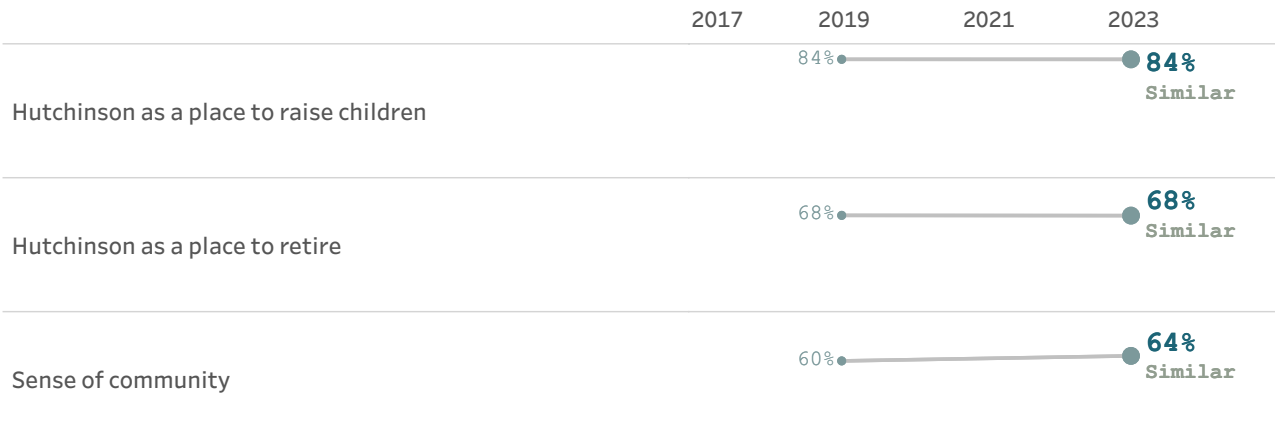 2017 2019 2021 2023
84% 84%
Similar
Hutchinson as a place to raise children
68% 68%
Similar
Hutchinson as a place to retire
60% 64%
Similar
Sense of community